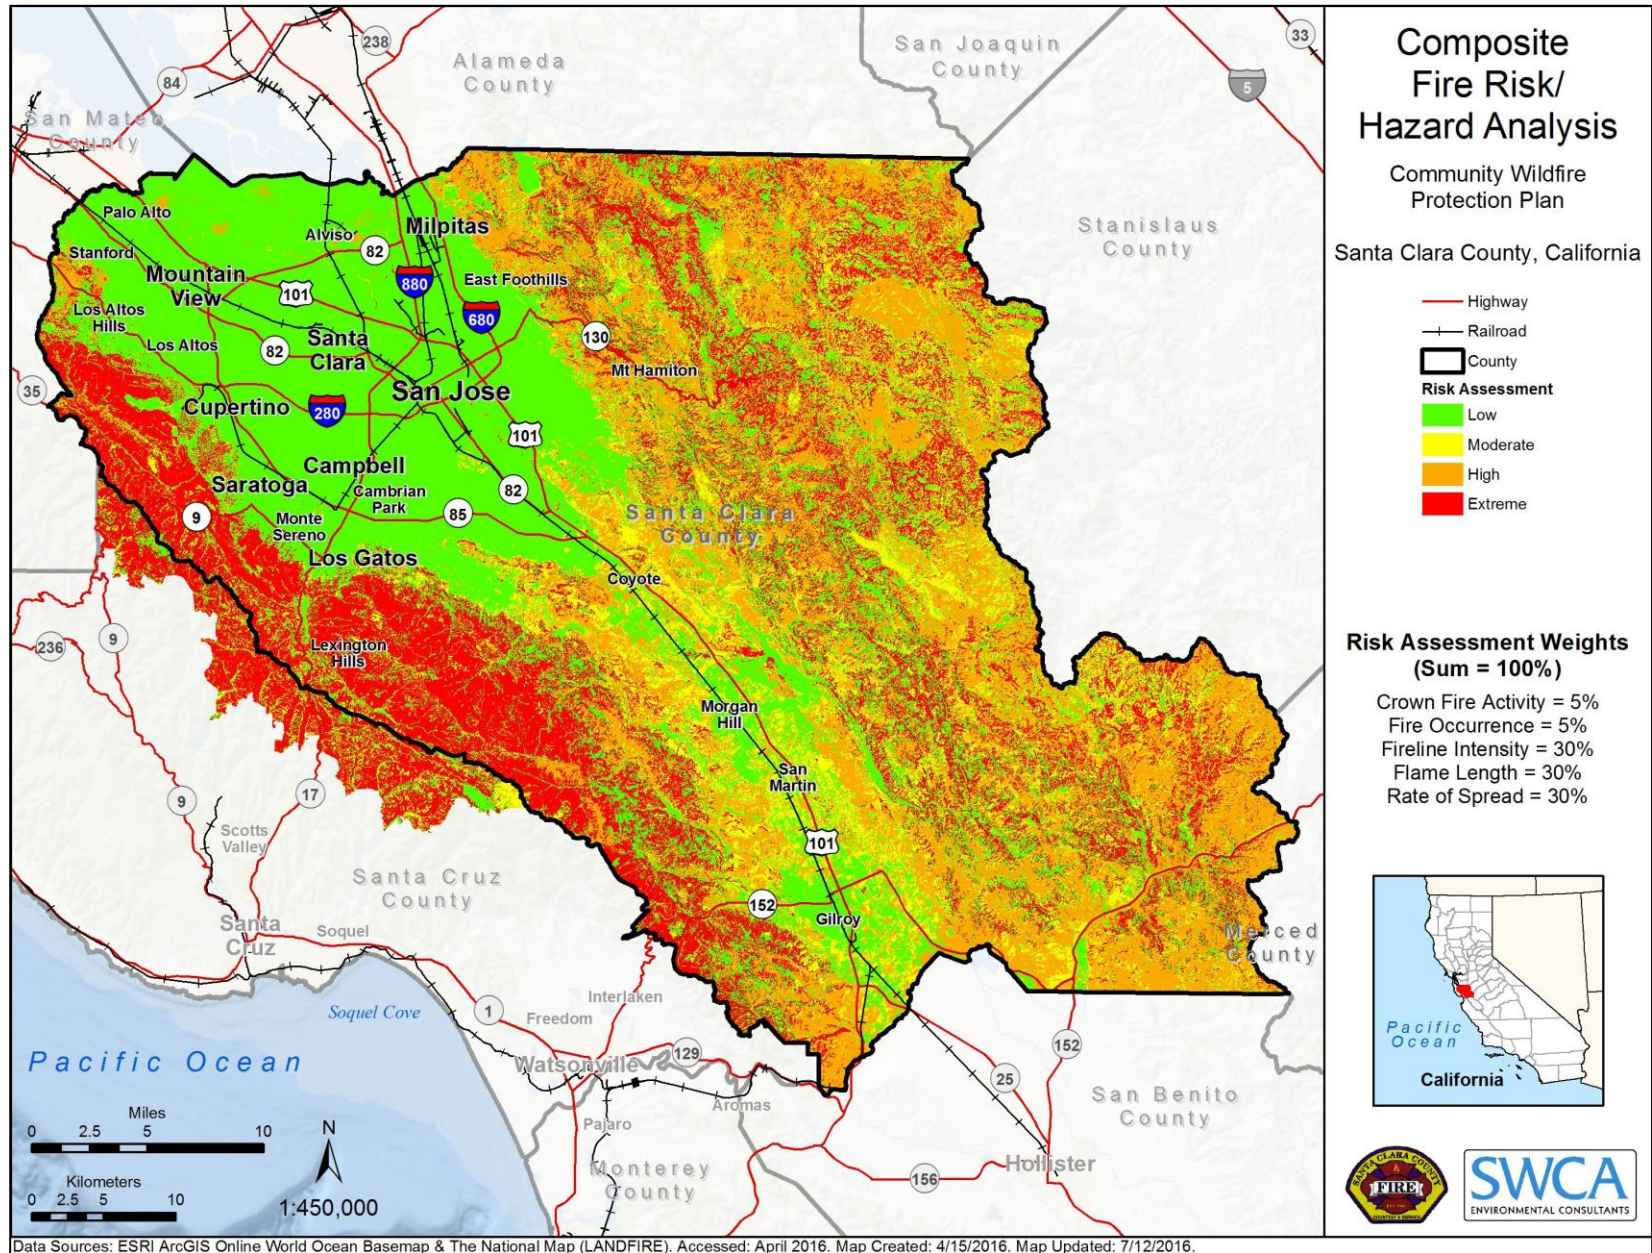 Composite
Fire Risk/
Hazard Analysis
Community Wildfire
Protection Plan
Santa Clara County, California
Highway
Railroad
County
Risk Assessment
Low
Moderate
High
Extreme
Risk Assessment Weights
(Sum = 100%)
Crown Fire Activity = 5%
Fire Occurrence = 5%
Fireline Intensity = 30%
Flame Length = 30%
Rate of Spread = 30%
Pacific
Ocean
California
SANTA CLARA COUNTY
FIRE
SWCA
ENVIRONMENTAL CONSULTANTS
238
33
Alameda
County
San Joaquin
County
84
5
San Mateo
County
Palo Alto
Alviso
Milpitas
82
Stanislaus
County
Stanford
Mountain
View
101
880
East Foothills
680
Los Altos
Hills
Los Altos
82
Santa
Clara
130
Mt Hamiton
35
San Jose
Cupertino
280
101
Campbell
Saratoga
Cambrian
Park
82
9
Monte
Sereno
85
Santa Clara
County
Los Gatos
Coyote
236
9
Lexington
Hills
Morgan
Hill
San
Martin
9
17
Scotts
Valley
101
Santa Cruz
County
152
Gilroy
Santa
Cruz
Soquel
Merced
County
Soquel Cove
Interlaken
1
Freedom
Pacific Ocean
Watsonville
129
152
25
Aromas
Pajaro
San Benito
County
Monterey
County
156
Hollister
Miles
0 2.5 5 10
Kilometers
0 2.5 5 10
N
1:450,000
Data Sources: ESRI ArcGIS Online World Ocean Basemap & The National Map (LANDFIRE). Accessed: April 2016. Map Created: 4/15/2016. Map Updated: 7/12/2016.